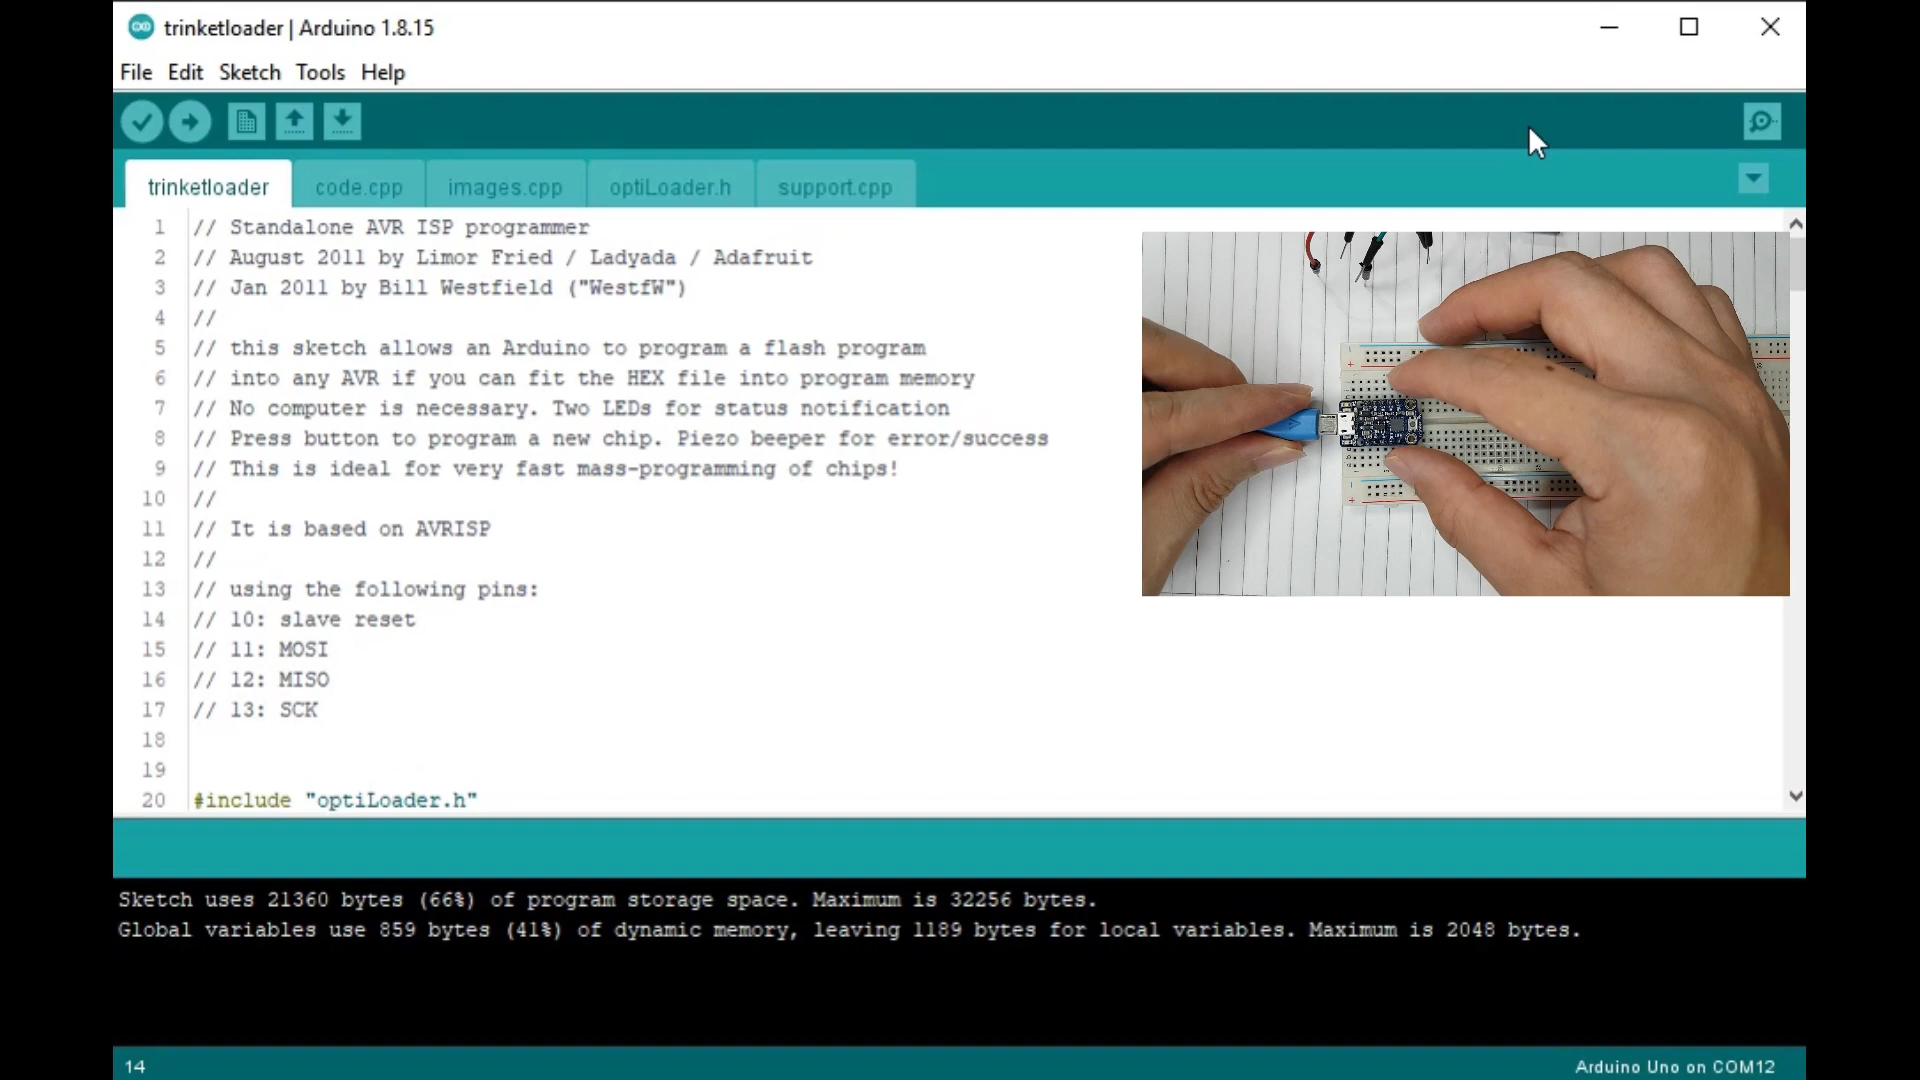 trinketloader | Arduino 1.8.15
File Edit Sketch Tools Help
trinketloader code.cpp images.cpp optiLoader.h support.cpp
1 // Standalone AVR ISP programmer
2 // August 2011 by Limor Fried / Ladyada / Adafruit
3 // Jan 2011 by Bill Westfield ("WestfW")
4 //
5 // this sketch allows an Arduino to program a flash program
6 // into any AVR if you can fit the HEX file into program memory
7 // No computer is necessary. Two LEDs for status notification
8 // Press button to program a new chip. Piezo beeper for error/success
9 // This is ideal for very fast mass-programming of chips!
10 //
11 // It is based on AVRISP
12 //
13 // using the following pins:
14 // 10: slave reset
15 // 11: MOSI
16 // 12: MISO
17 // 13: SCK
18
19
20 #include "optiLoader.h"
Sketch uses 21360 bytes (66%) of program storage space. Maximum is 32256 bytes.
Global variables use 859 bytes (41%) of dynamic memory, leaving 1189 bytes for local variables. Maximum is 2048 bytes.
14
Arduino Uno on COM12